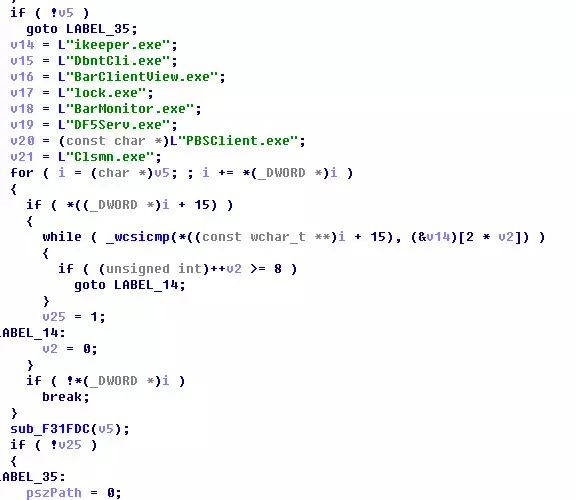 if ( !v5 )
goto LABEL_35;
v14 = L"ikeeper.exe";
v15 = L"DbntCli.exe";
v16 = L"BarClientView.exe";
v17 = L"lock.exe";
v18 = L"BarMonitor.exe";
v19 = L"DF5Serv.exe";
v20 = (const char *)L"PBSClient.exe";
v21 = L"Clsmn.exe";
for ( i = (char *)v5; ; i += *(_DWORD *)i )
{
if ( *((_DWORD *)i + 15) )
{
while ( _wcsicmp(*((const wchar_t **)i + 15), (&v14)[2 * v2]) )
{
if ( (unsigned int)++v2 >= 8 )
goto LABEL_14;
}
v25 = 1;
LABEL_14:
v2 = 0;
}
if ( !*(_DWORD *)i )
break;
}
sub_F31FDC(v5);
if ( !v25 )
{
LABEL_35:
pszPath = 0;